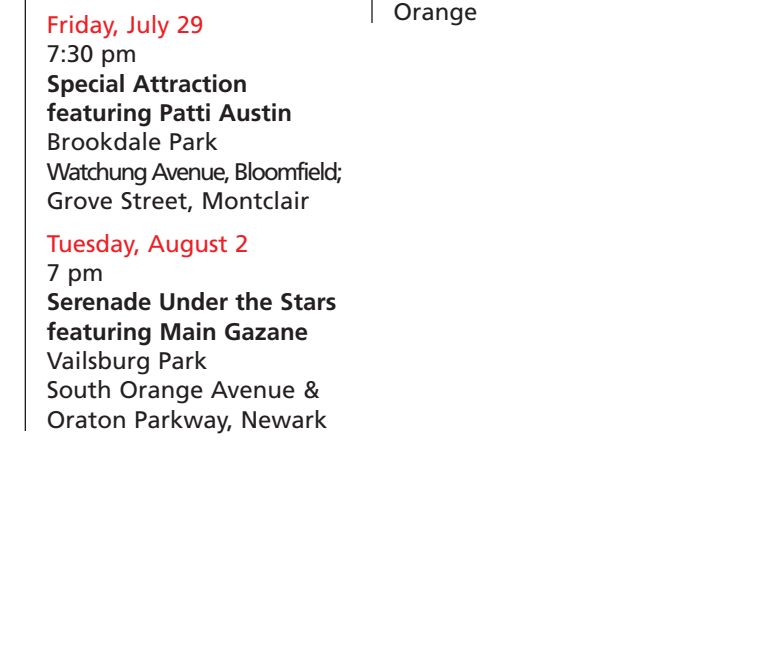 Friday, July 29
7:30 pm
Special Attraction
featuring Patti Austin
Brookdale Park
Watchung Avenue, Bloomfield;
Grove Street, Montclair
Tuesday, August 2
7 pm
Serenade Under the Stars
featuring Main Gazane
Vailsburg Park
South Orange Avenue &
Oraton Parkway, Newark
Orange